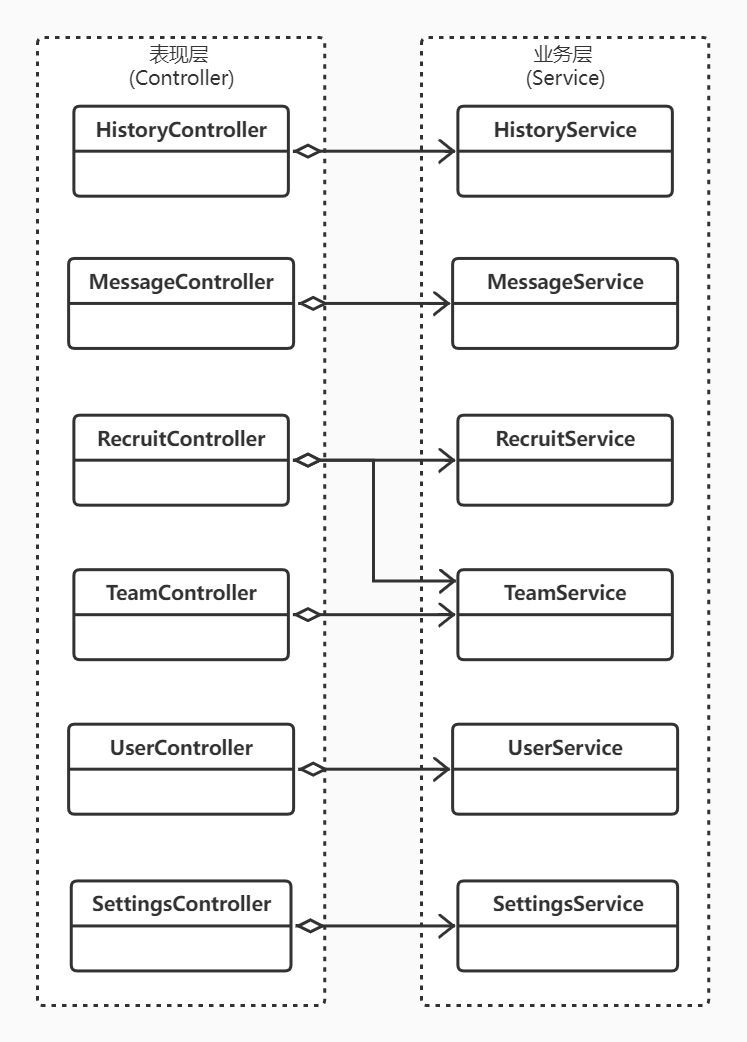 表现层
(Controller)
业务层
(Service)
HistoryController
HistoryService
MessageController
MessageService
RecruitController
RecruitService
TeamController
TeamService
UserController
UserService
SettingsController
SettingsService